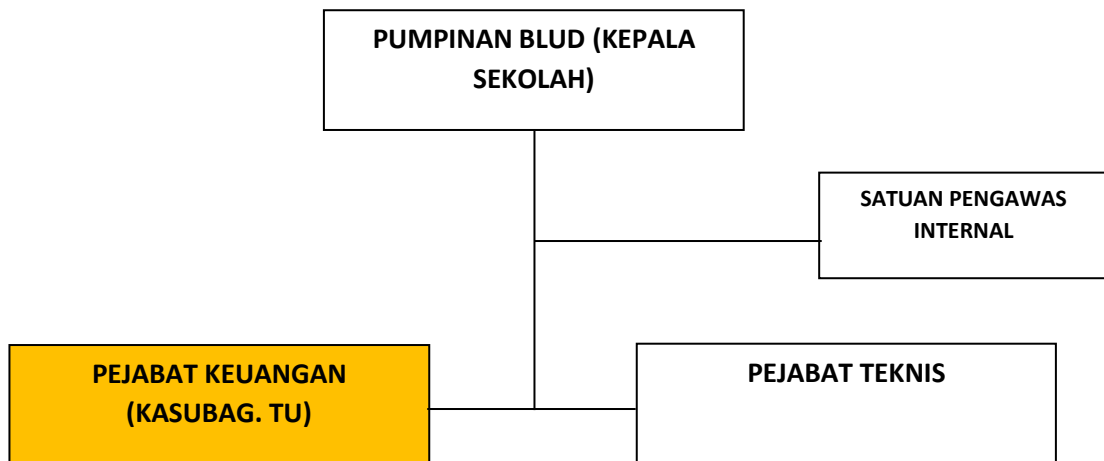 PUMPINAN BLUD (KEPALA
SEKOLAH)
SATUAN PENGAWAS
INTERNAL
PEJABAT KEUANGAN
(KASUBAG. TU)
PEJABAT TEKNIS